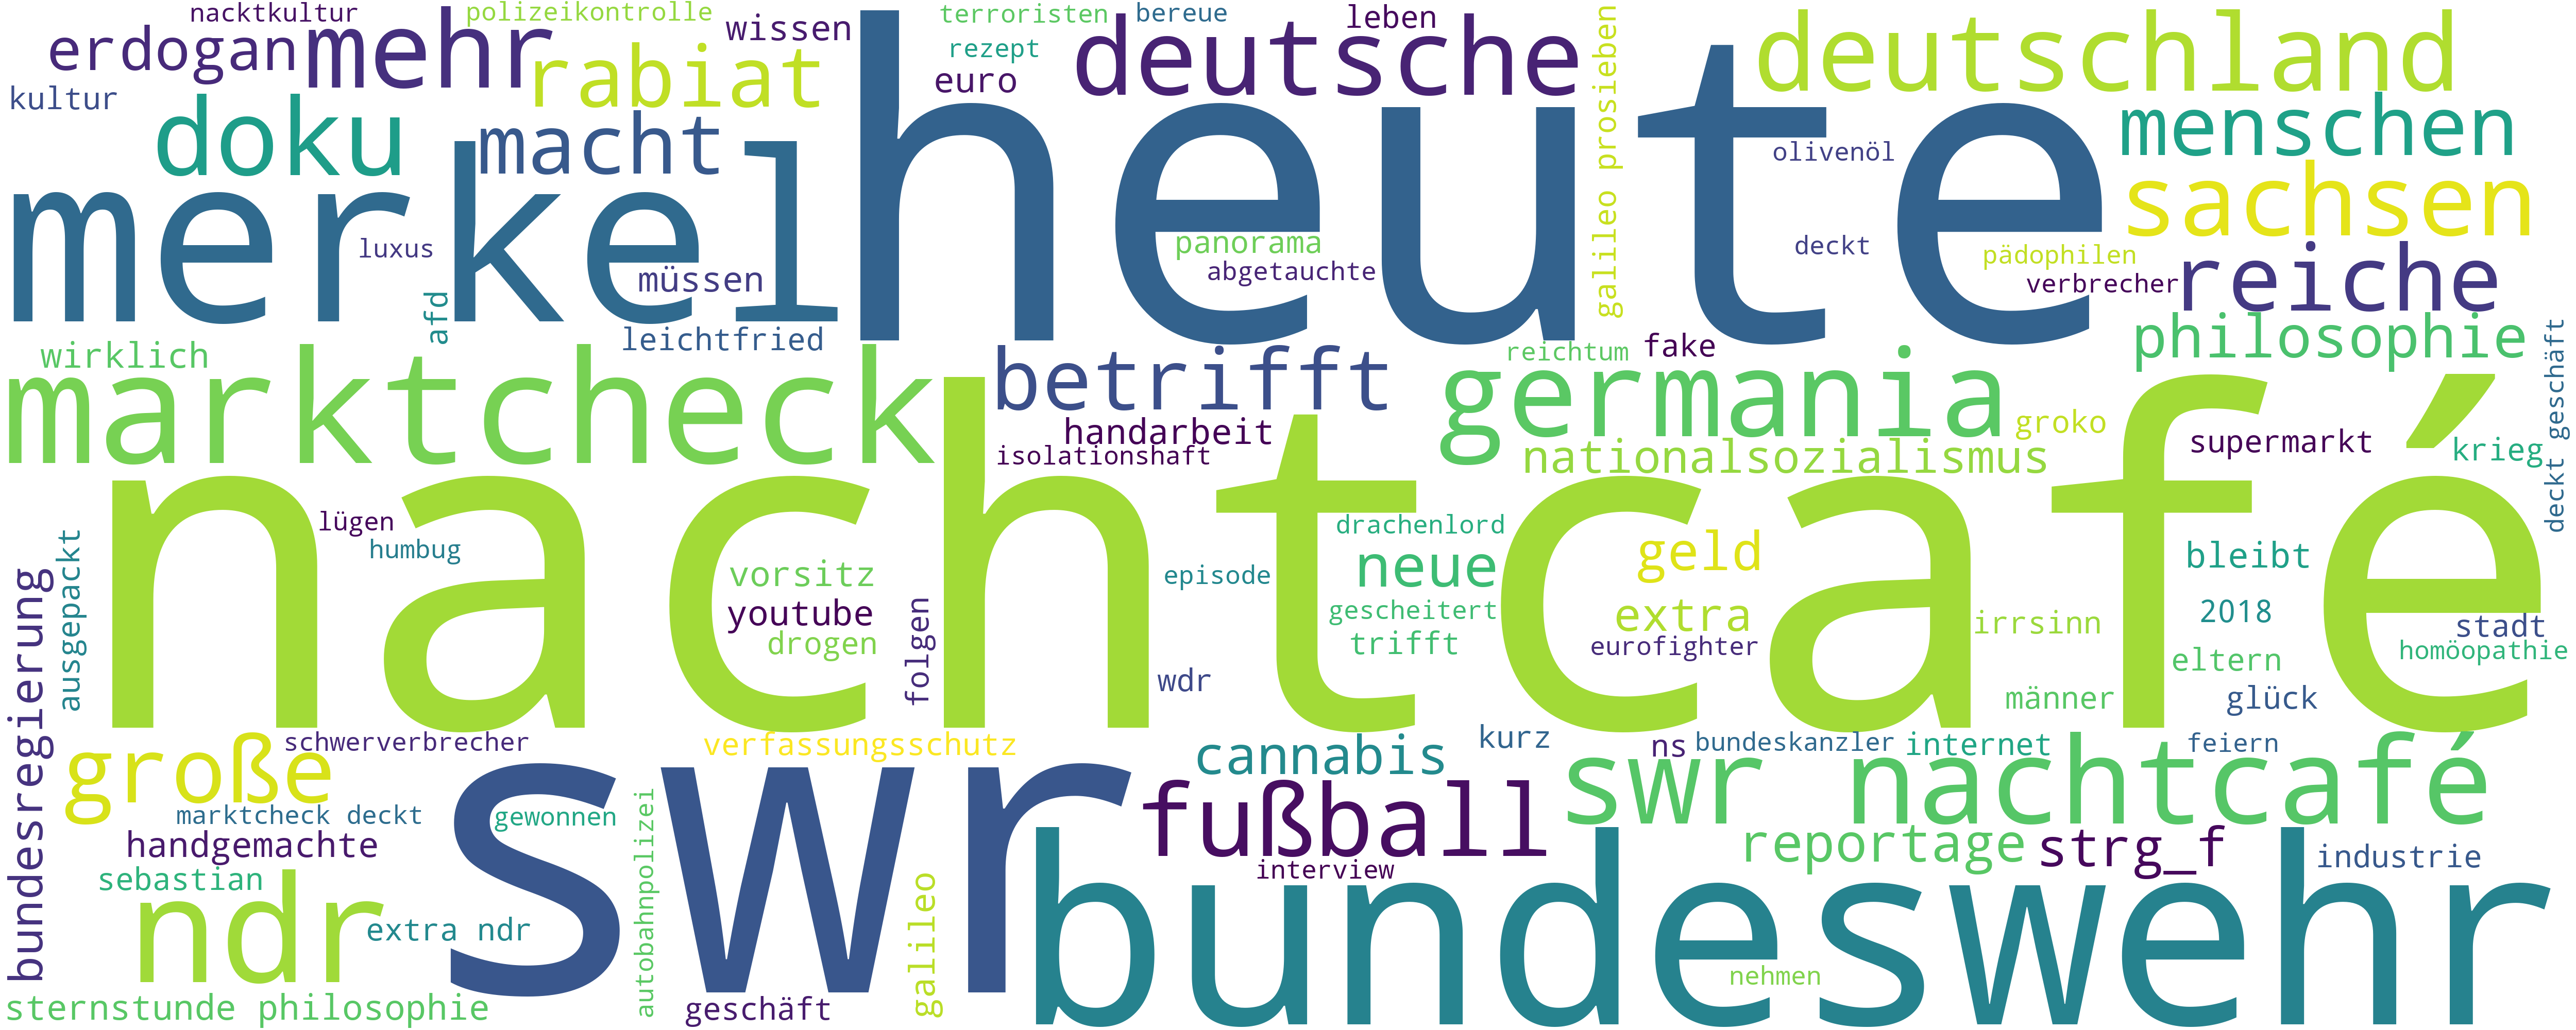 nacktkultur
polizeikontrolle
wissen
terroristen
bereue
leben
erdogan
mehr
rabiat
rezept
euro
deutsche
deutschland
kultur
doku
macht
heute
galileo prosieben
olivenöl
menschen
merkel
sachsen
luxus
müssen
panorama
abgetauchte
deckt
pädophilen
verbrecher
reiche
afd
leichtfried
wirklich
marktcheck
betrifft
reichtum
fake
germania
philosophie
deckt geschäft
handarbeit
isolationshaft
groko
nationalsozialismus
supermarkt
krieg
nachtcafé
lügen
humbug
ausgepackt
vorsitz
youtube
drogen
folgen
episode
wdr
drachenlord
neue
gescheitert
trifft
geld
extra
eurofighter
irrsinn
männer
bleibt
2018
eltern
glück
stadt
homöopathie
bundesregierung
große
schwerverbrecher
verfassungsschutz
cannabis
kurz
ns
bundeskanzler
internet
feiern
swr nachtcafé
marktcheck deckt
gewonnen
swr
fußball
handgemachte
autobahnpolizei
interview
reportage
strg_f
industrie
sebastian
ndr
extra ndr
galileo
bundeswehr
nehmen
sternstunde philosophie
geschäft